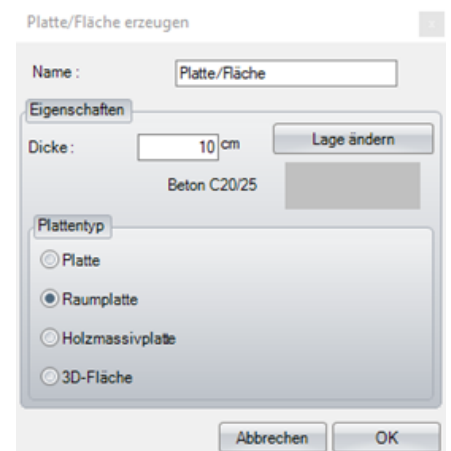 Platte/Fläche erzeugen
Name : Platte/Fläche
Eigenschaften
Dicke : 10 cm Lage ändern
Beton C20/25
Plattentyp
Platte
Raumplatte
Holzmassivplatte
3D-Fläche
Abbrechen OK